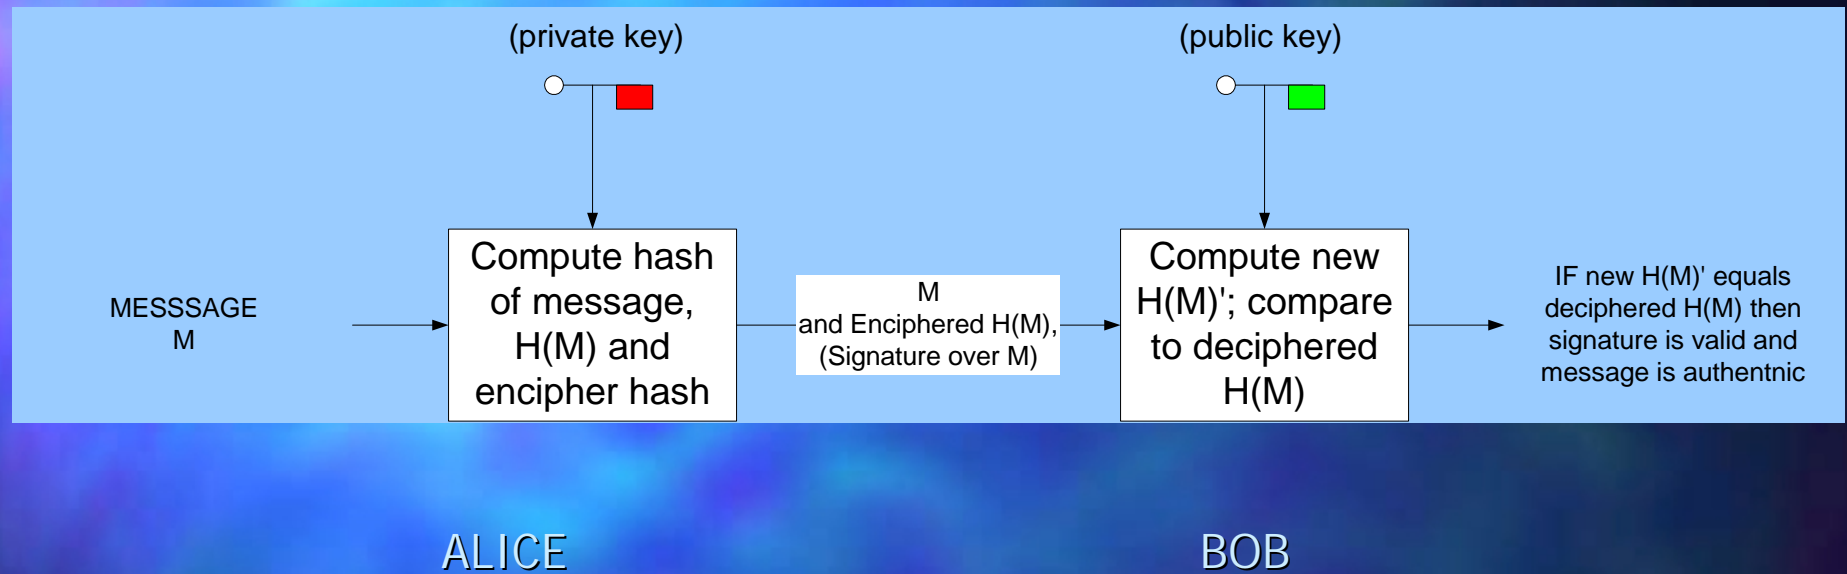 (private key)
(public key)
MESSSAGE
M
Compute hash
of message,
H(M) and
encipher hash
M
and Enciphered H(M),
(Signature over M)
Compute new
H(M)'; compare
to deciphered
H(M)
IF new H(M)' equals
deciphered H(M) then
signature is valid and
message is authentnic
ALICE
BOB